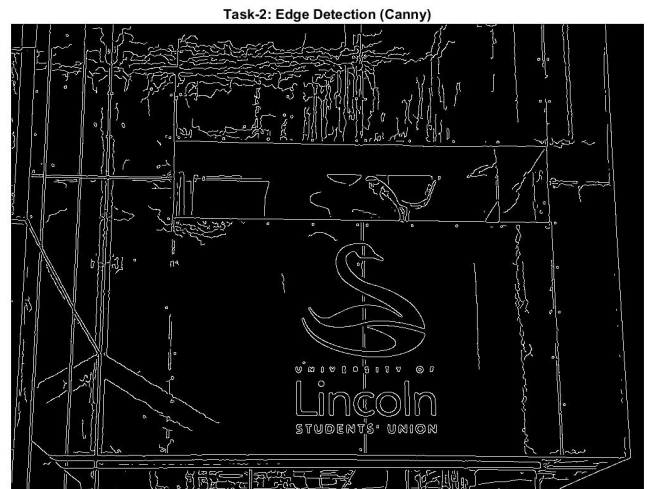 Task-2: Edge Detection (Canny)
UNIVERSITY OF
Lincoln
STUDENTS' UNION